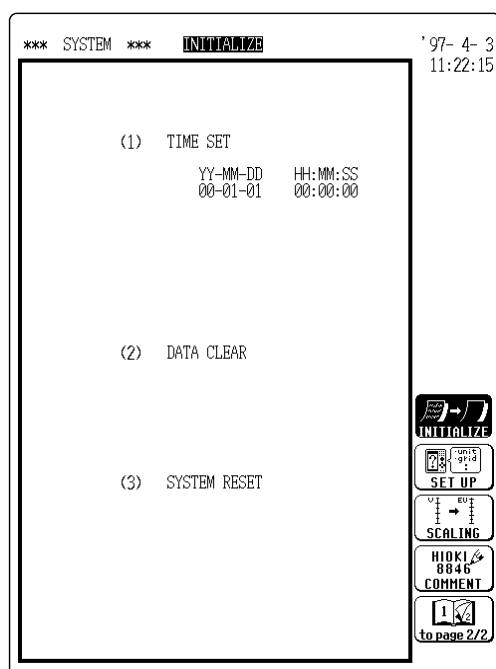 *** SYSTEM *** INITIALIZE '97- 4- 3
11:22:15
(1) TIME SET
YY-MM-DD HH:MM:SS
00-01-01 00:00:00
(2) DATA CLEAR
(3) SYSTEM RESET
INITIALIZE
?: unit
grid
:
SET UP
V EU
SCALING
HIOKI
8846
COMMENT
1 2
to page 2/2